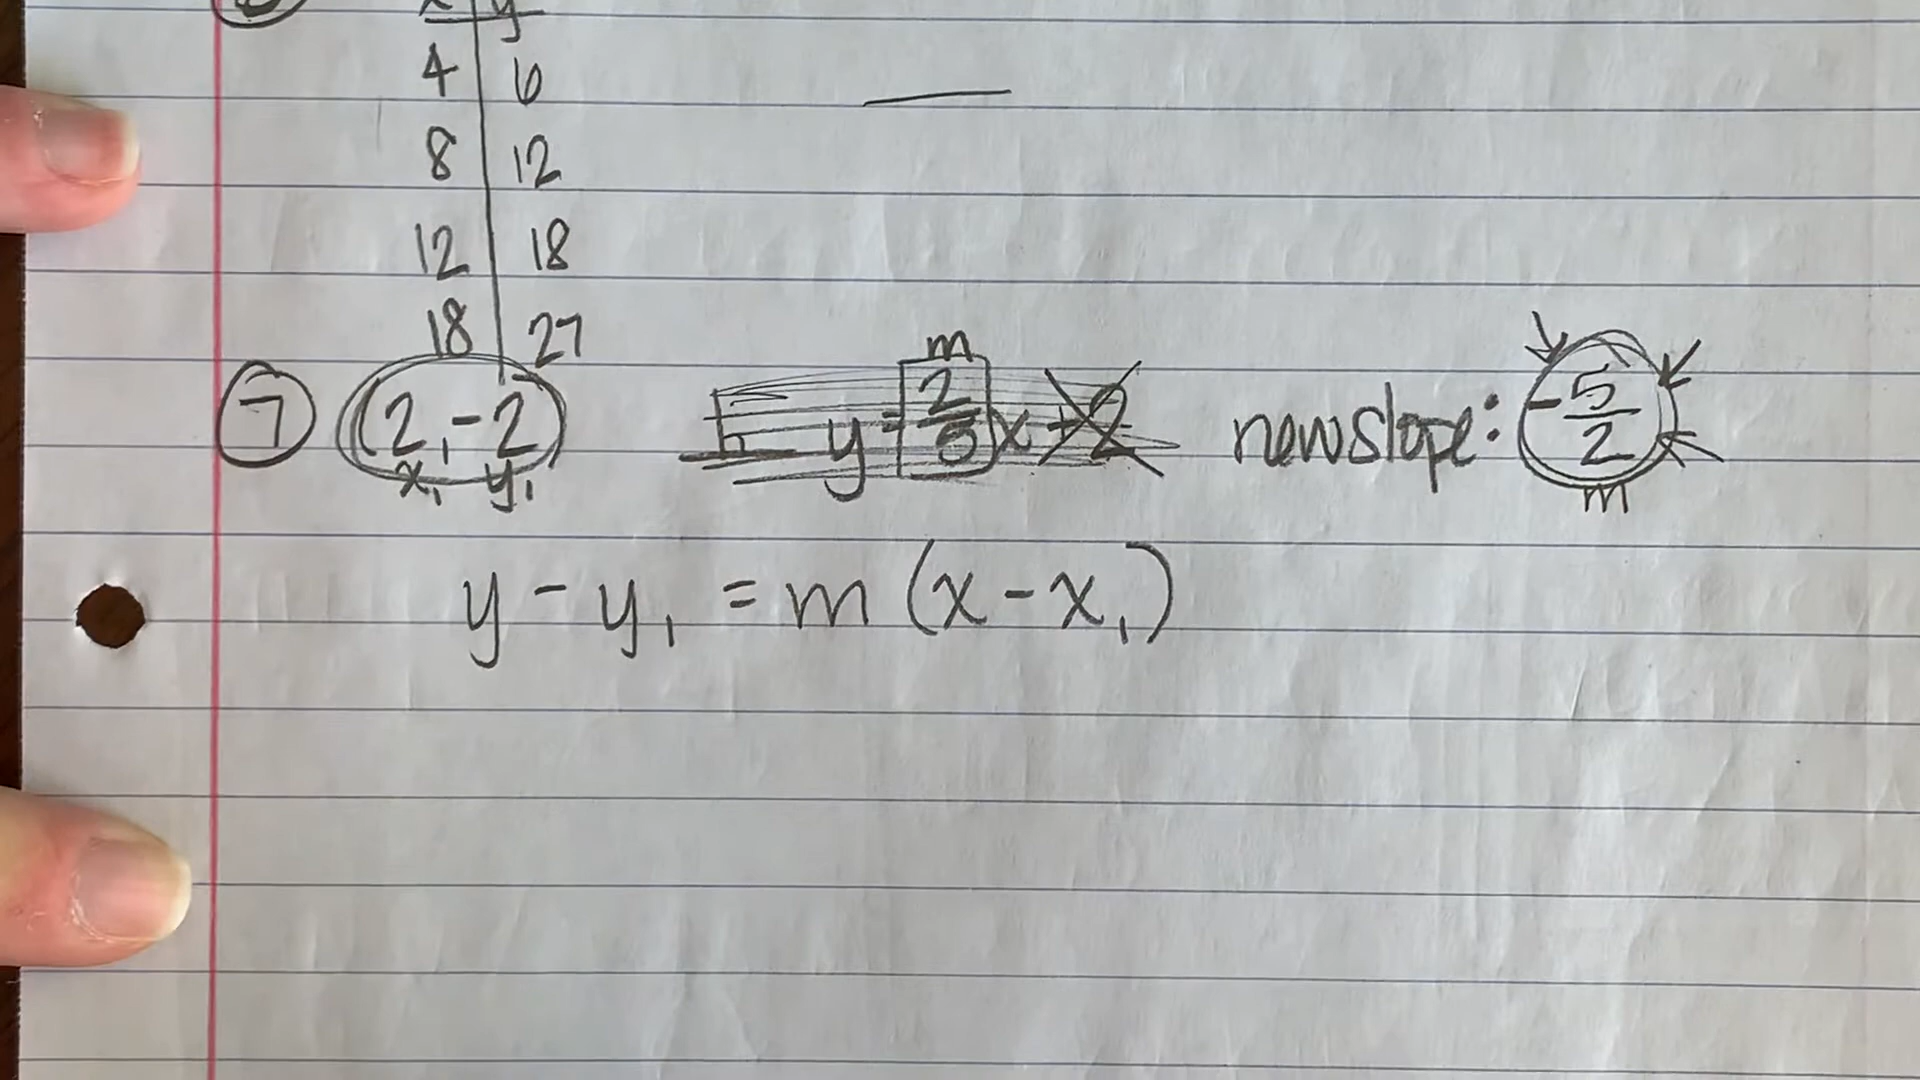 x y
4 6
8 12
12 18
18 27
m
⑦ (2, -2) y = 2/5 x + 2 new slope: -5/2
x₁ y₁ m
y - y₁ = m (x - x₁)